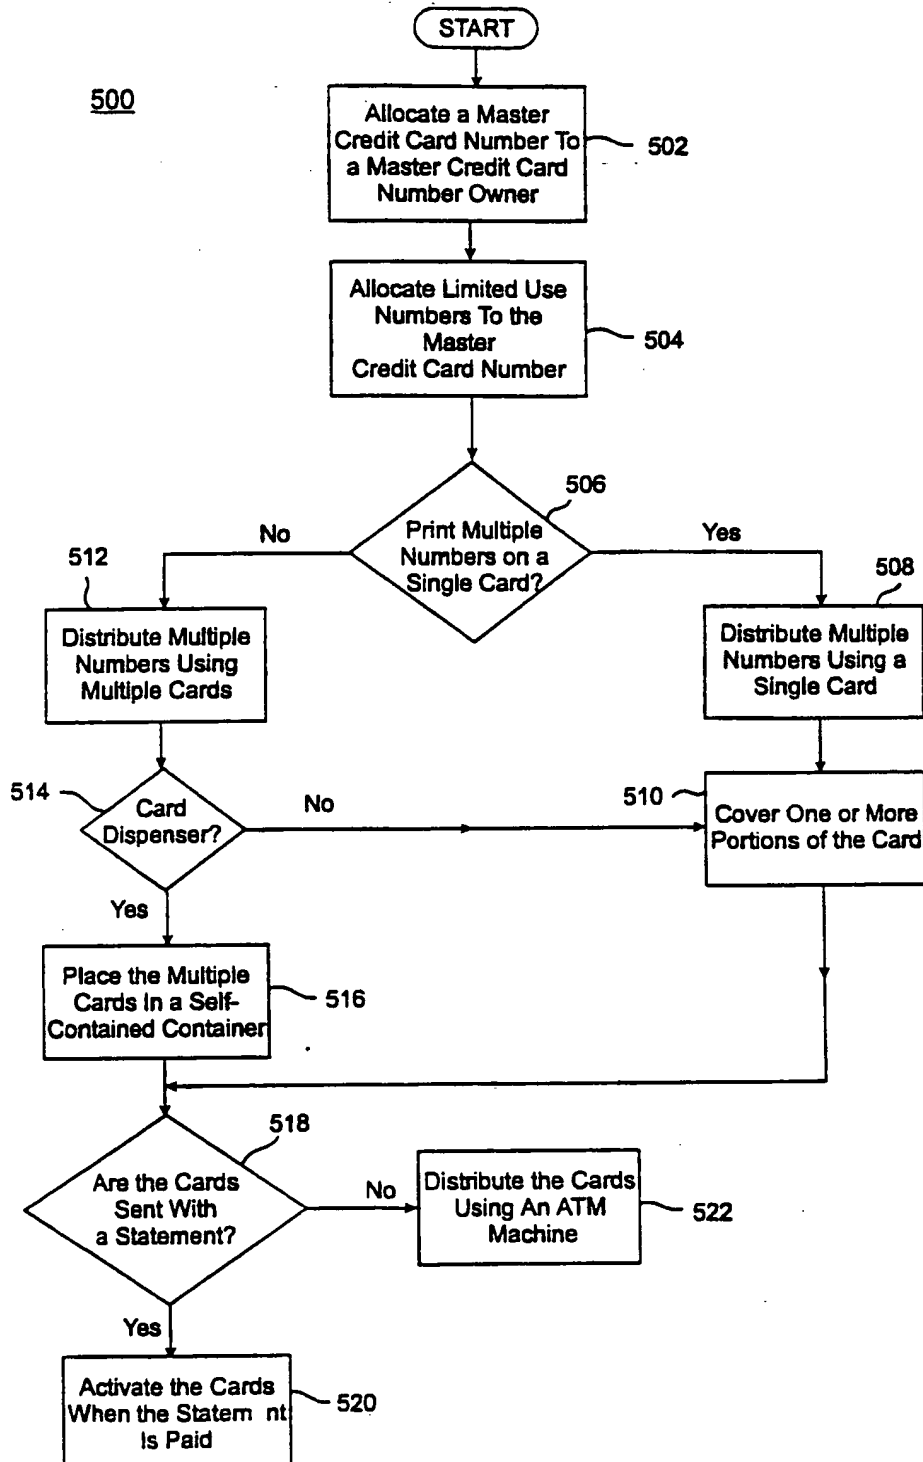 START
500
Allocate a Master
Credit Card Number To
a Master Credit Card
Number Owner
502
Allocate Limited Use
Numbers To the
Master
Credit Card Number
504
506
Print Multiple
Numbers on a
Single Card?
No
Yes
512
508
Distribute Multiple
Numbers Using
Multiple Cards
Distribute Multiple
Numbers Using a
Single Card
514
Card
Dispenser?
No
510
Cover One or More
Portions of the Card
Yes
Place the Multiple
Cards In a Self-
Contained Container
516
518
Are the Cards
Sent With
a Statement?
No
Distribute the Cards
Using An ATM
Machine
522
Yes
Activate the Cards
When the Statem nt
Is Paid
520